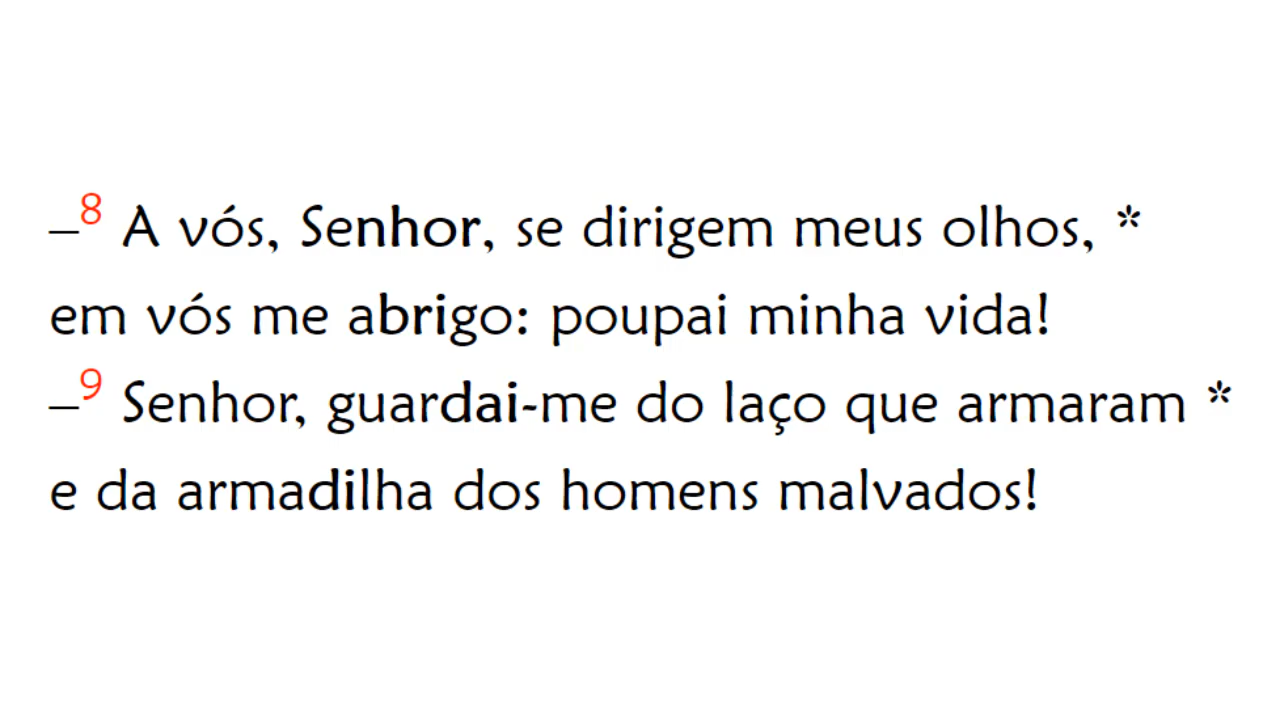 –8 A vós, Senhor, se dirigem meus olhos, *
em vós me abrigo: poupai minha vida!
–9 Senhor, guardai-me do laço que armaram *
e da armadilha dos homens malvados!